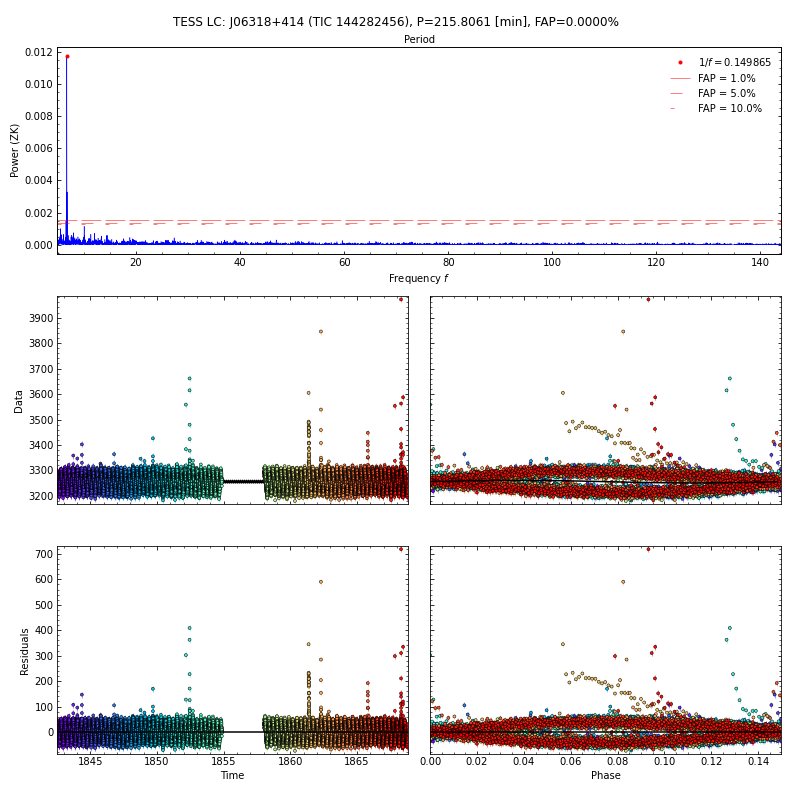 TESS LC: J06318+414 (TIC 144282456), P=215.8061 [min], FAP=0.0000%
Period
0.012
0.010
0.008
0.006
0.004
0.002
0.000
Power (ZK)
1/f = 0.149865
FAP = 1.0%
FAP = 5.0%
FAP = 10.0%
20 40 60 80 100 120 140
Frequency f
3900
3800
3700
3600
3500
3400
3300
3200
Data
700
600
500
400
300
200
100
0
Residuals
1845 1850 1855 1860 1865
Time
0.00 0.02 0.04 0.06 0.08 0.10 0.12 0.14
Phase